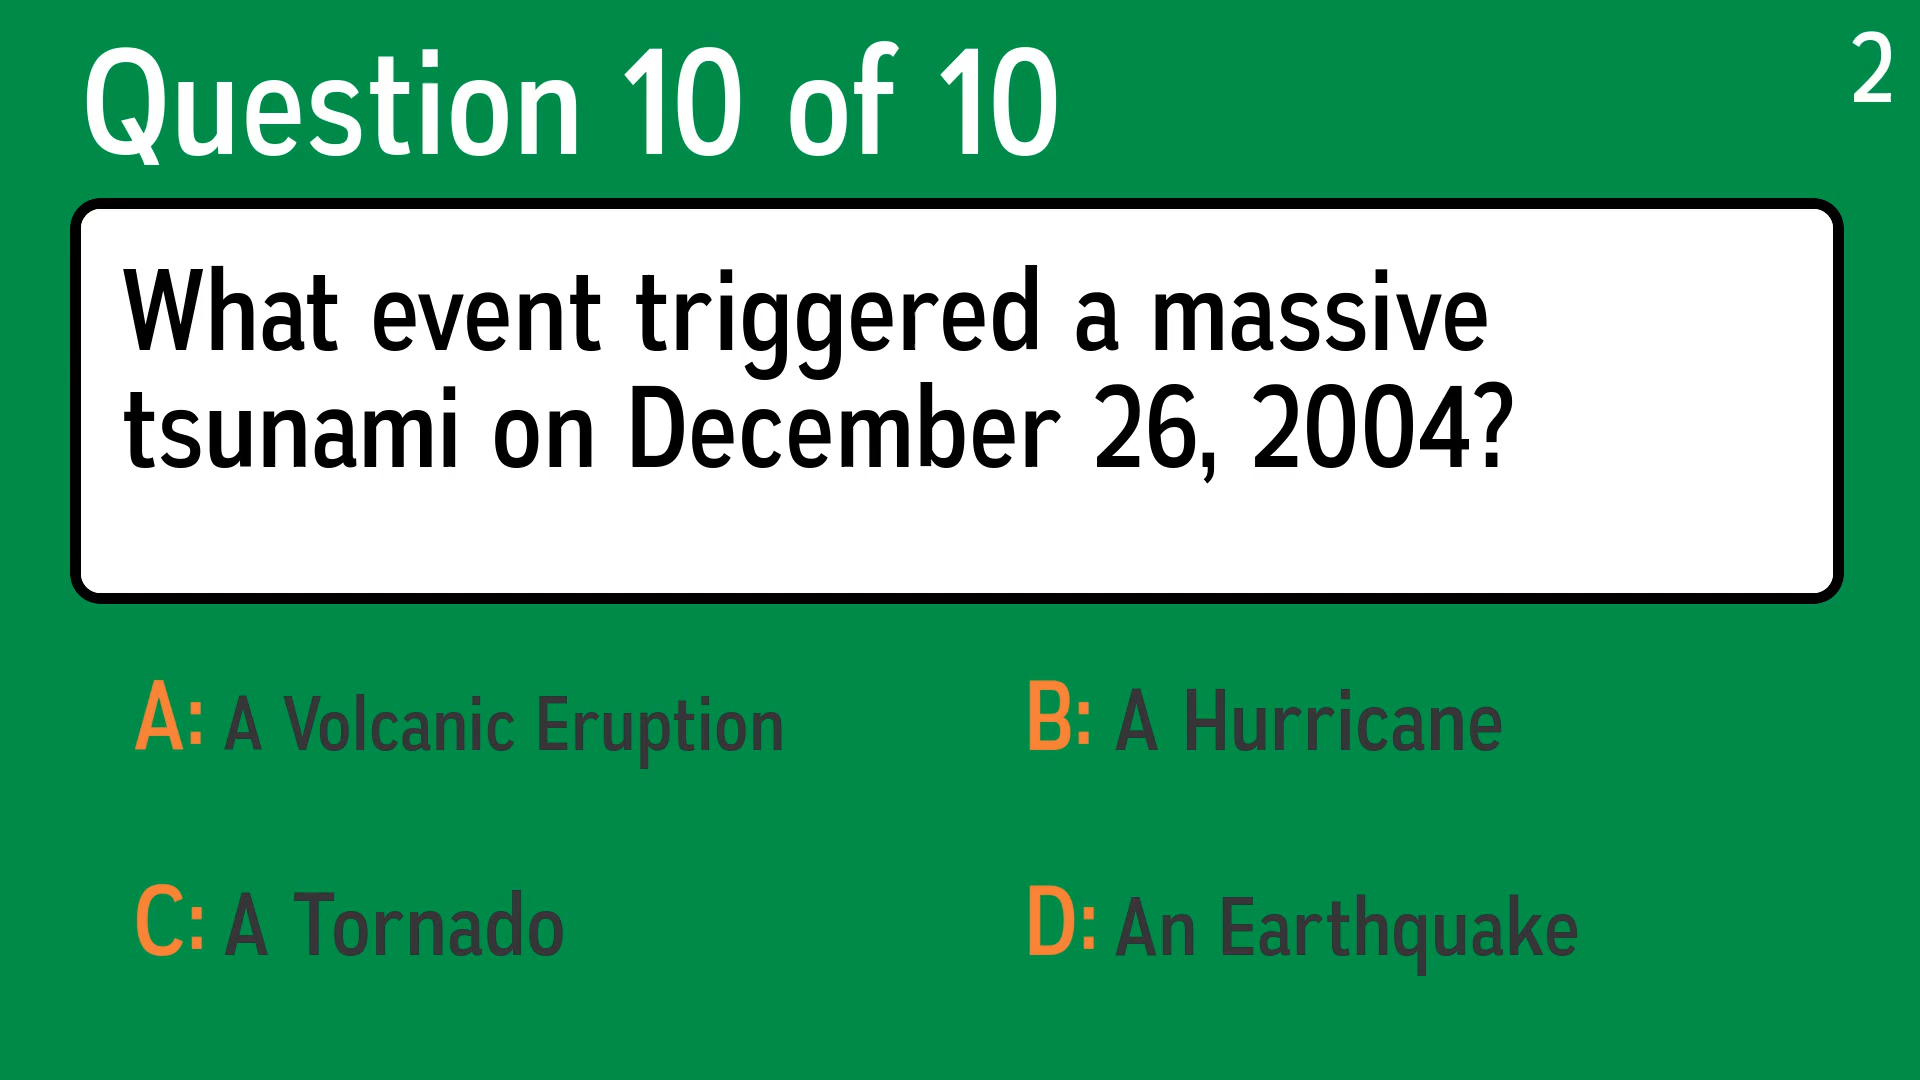 Question 10 of 10
2
What event triggered a massive
tsunami on December 26, 2004?
A: A Volcanic Eruption
B: A Hurricane
C: A Tornado
D: An Earthquake